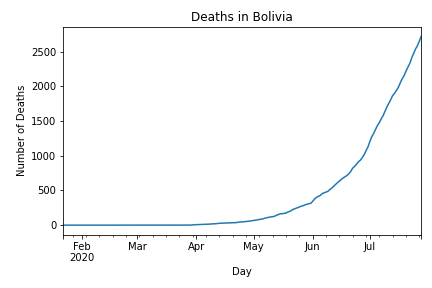 Deaths in Bolivia
Number of Deaths
2500
2000
1500
1000
500
0
Feb
2020
Mar
Apr
May
Jun
Jul
Day